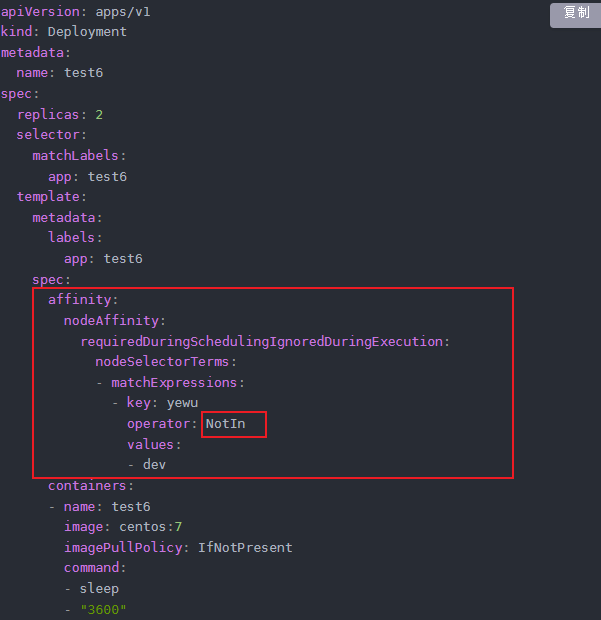 apiVersion: apps/v1
复制
kind: Deployment
metadata:
  name: test6
spec:
  replicas: 2
  selector:
    matchLabels:
      app: test6
  template:
    metadata:
      labels:
        app: test6
    spec:
      affinity:
        nodeAffinity:
          requiredDuringSchedulingIgnoredDuringExecution:
            nodeSelectorTerms:
            - matchExpressions:
              - key: yewu
                operator: NotIn
                values:
                - dev
      containers:
      - name: test6
        image: centos:7
        imagePullPolicy: IfNotPresent
        command:
        - sleep
        - "3600"